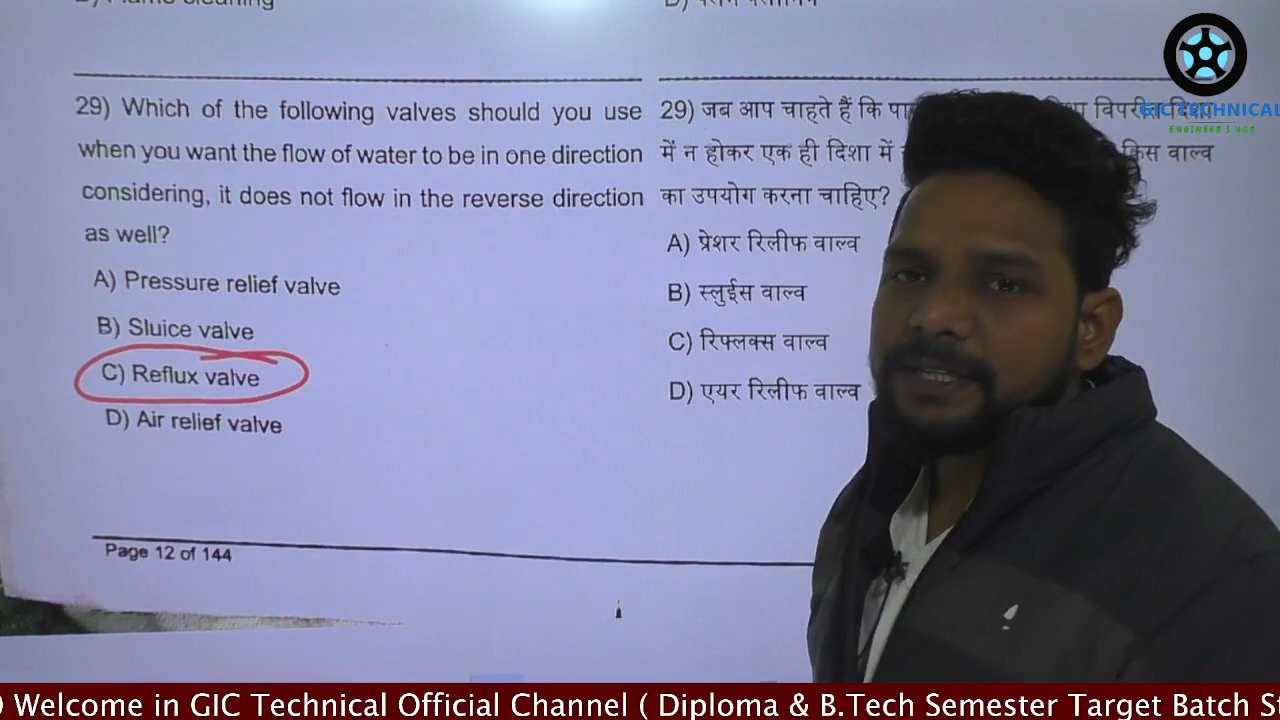 29) Which of the following valves should you use
when you want the flow of water to be in one direction
considering, it does not flow in the reverse direction
as well?
A) Pressure relief valve
B) Sluice valve
C) Reflux valve
D) Air relief valve
Page 12 of 144
29) जब आप चाहते हैं कि
में न होकर एक ही दिशा में किस वाल्व
का उपयोग करना चाहिए?
A) प्रेशर रिलीफ वाल्व
B) स्लुईस वाल्व
C) रिफ्लक्स वाल्व
D) एयर रिलीफ वाल्व
GIC TECHNICAL
ENGINEER'S HUB
Welcome in GIC Technical Official Channel ( Diploma & B.Tech Semester Target Batch